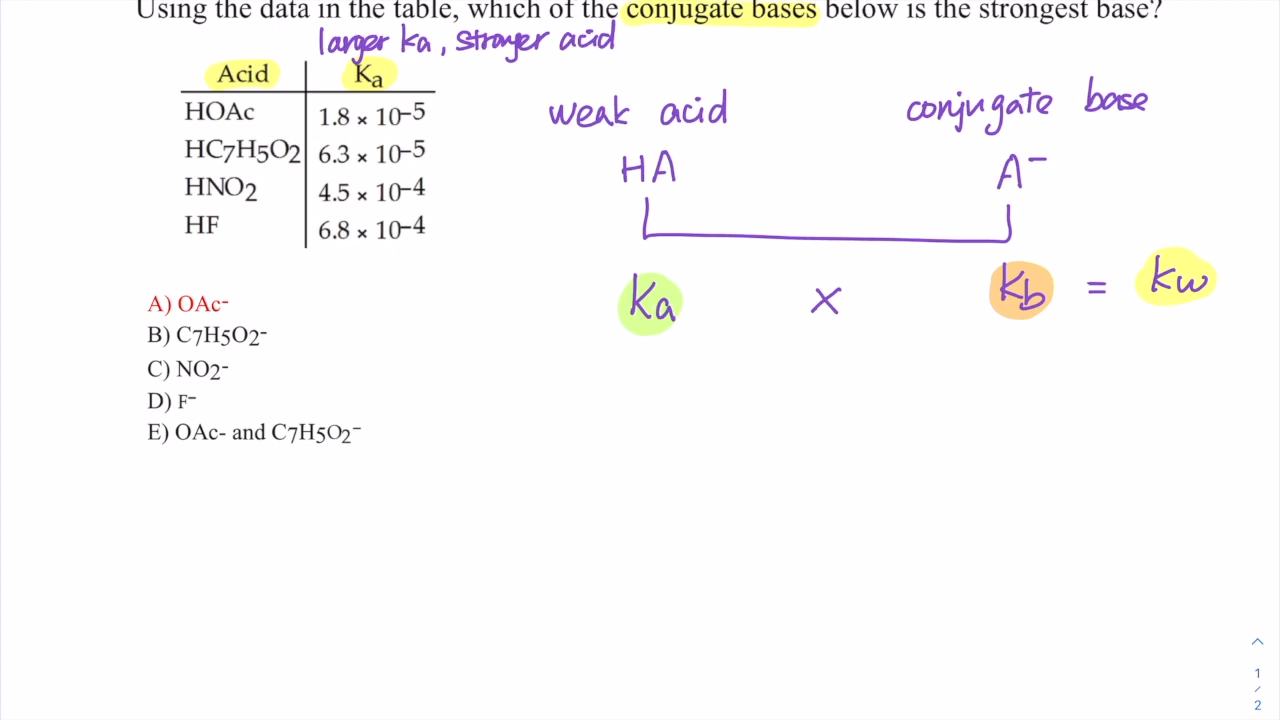 Using the data in the table, which of the conjugate bases below is the strongest base?
larger ka, stronger acid
Acid Ka
HOAc 1.8 × 10–5
HC7H5O2 6.3 × 10–5
HNO2 4.5 × 10–4
HF 6.8 × 10–4
weak acid conjugate base
HA A–
Ka × Kb = Kw
A) OAc-
B) C7H5O2-
C) NO2-
D) F-
E) OAc- and C7H5O2-
1
/
2